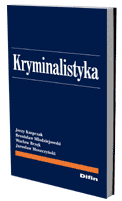 Kryminalistyka
Jerzy Kasprzak
Bronisław Młodziejowski
Wacław Brzęk
Jarosław Moszczyński
Difin